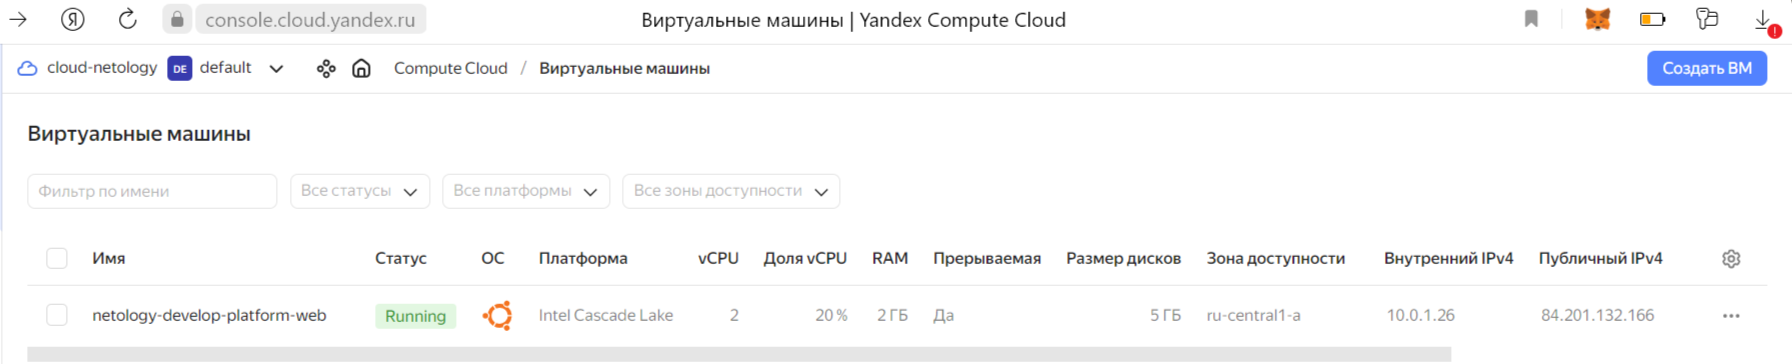 console.cloud.yandex.ru Виртуальные машины | Yandex Compute Cloud
cloud-netology DE default Compute Cloud / Виртуальные машины Создать ВМ
Виртуальные машины
Фильтр по имени Все статусы Все платформы Все зоны доступности
Имя Статус ОС Платформа vCPU Доля vCPU RAM Прерываемая Размер дисков Зона доступности Внутренний IPv4 Публичный IPv4
netology-develop-platform-web Running Intel Cascade Lake 2 20 % 2 ГБ Да 5 ГБ ru-central1-a 10.0.1.26 84.201.132.166